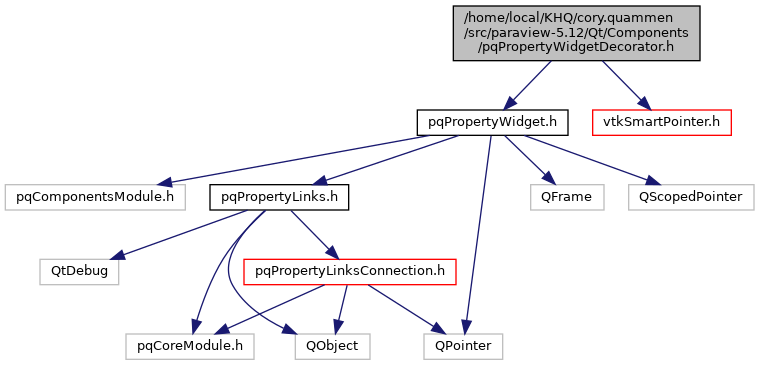 /home/local/KHQ/cory.quammen
/src/paraview-5.12/Qt/Components
/pqPropertyWidgetDecorator.h
pqPropertyWidget.h
vtkSmartPointer.h
pqComponentsModule.h
pqPropertyLinks.h
QFrame
QScopedPointer
QtDebug
pqPropertyLinksConnection.h
pqCoreModule.h
QObject
QPointer